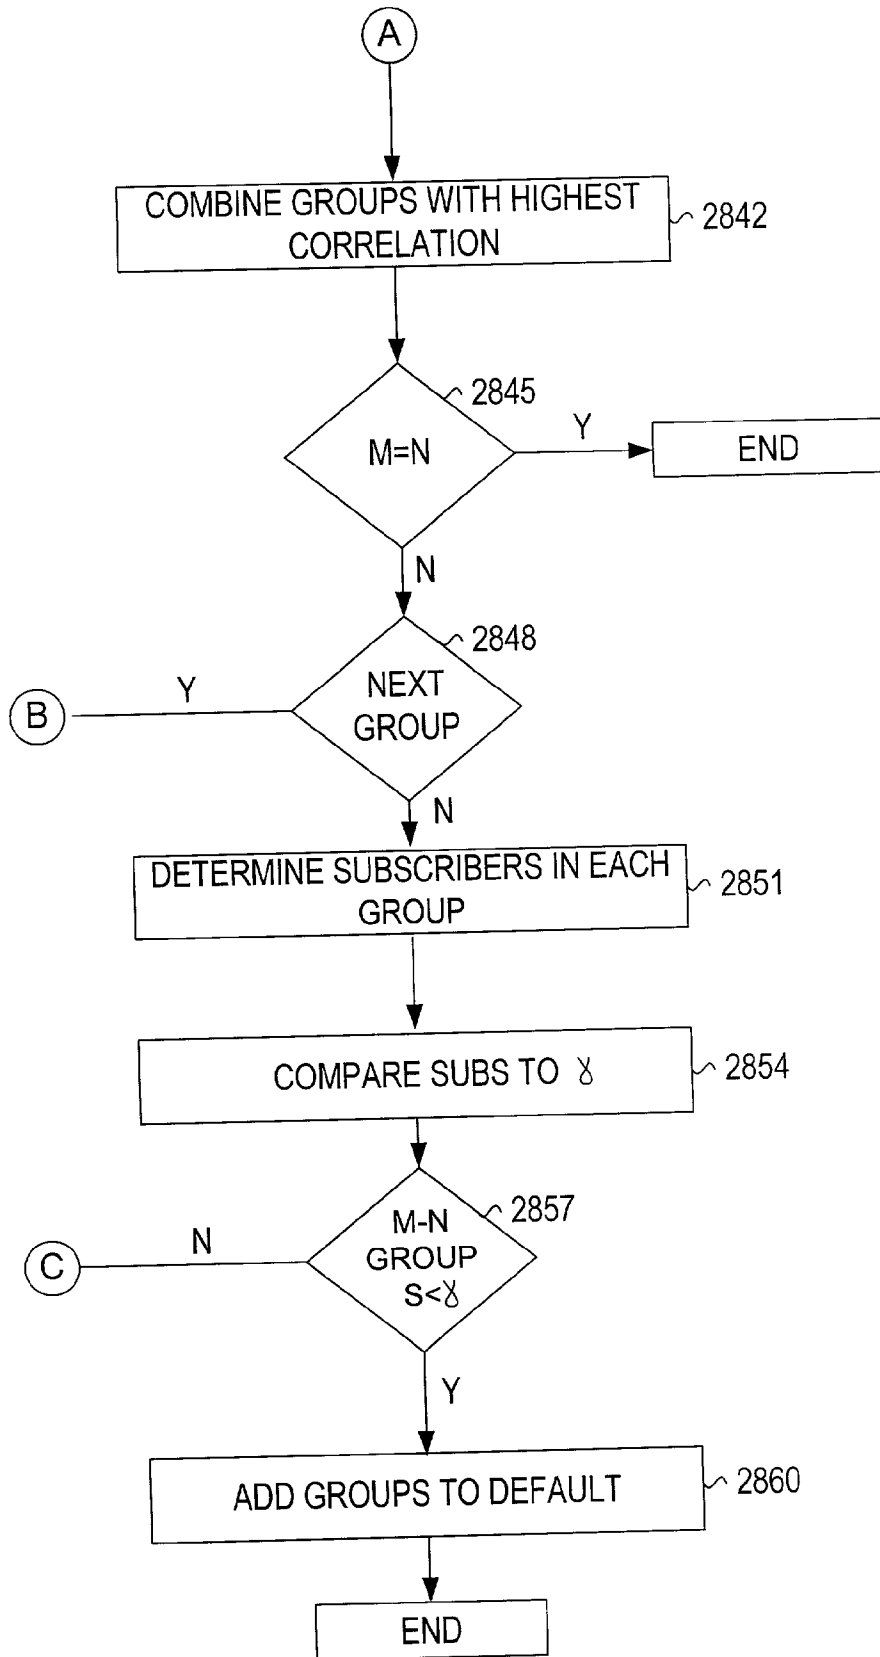 A
COMBINE GROUPS WITH HIGHEST
CORRELATION
2842
2845
M=N
Y
END
N
2848
NEXT
GROUP
Y
B
N
DETERMINE SUBSCRIBERS IN EACH
GROUP
2851
COMPARE SUBS TO ɣ
2854
2857
M-N
GROUP
S<ɣ
N
C
Y
ADD GROUPS TO DEFAULT
2860
END